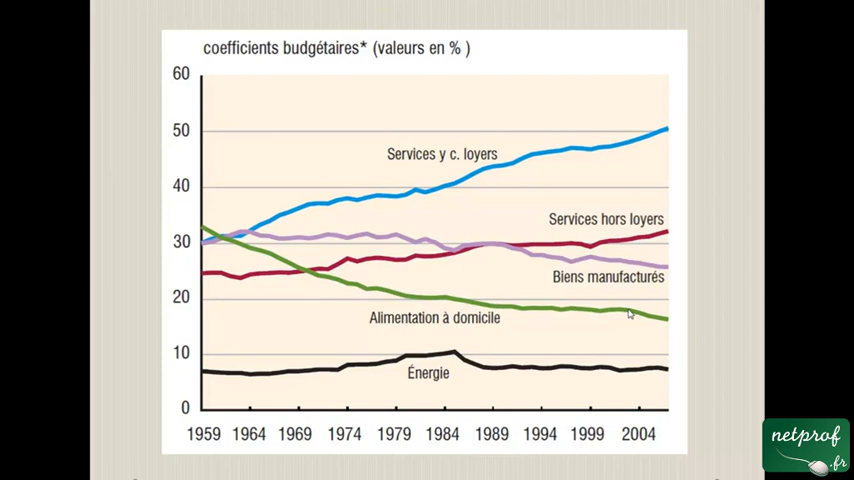 coefficients budgétaires* (valeurs en % )
60
50
Services y c. loyers
40
Services hors loyers
30
Biens manufacturés
20
Alimentation à domicile
10
Énergie
0
1959 1964 1969 1974 1979 1984 1989 1994 1999 2004
netprof
.fr